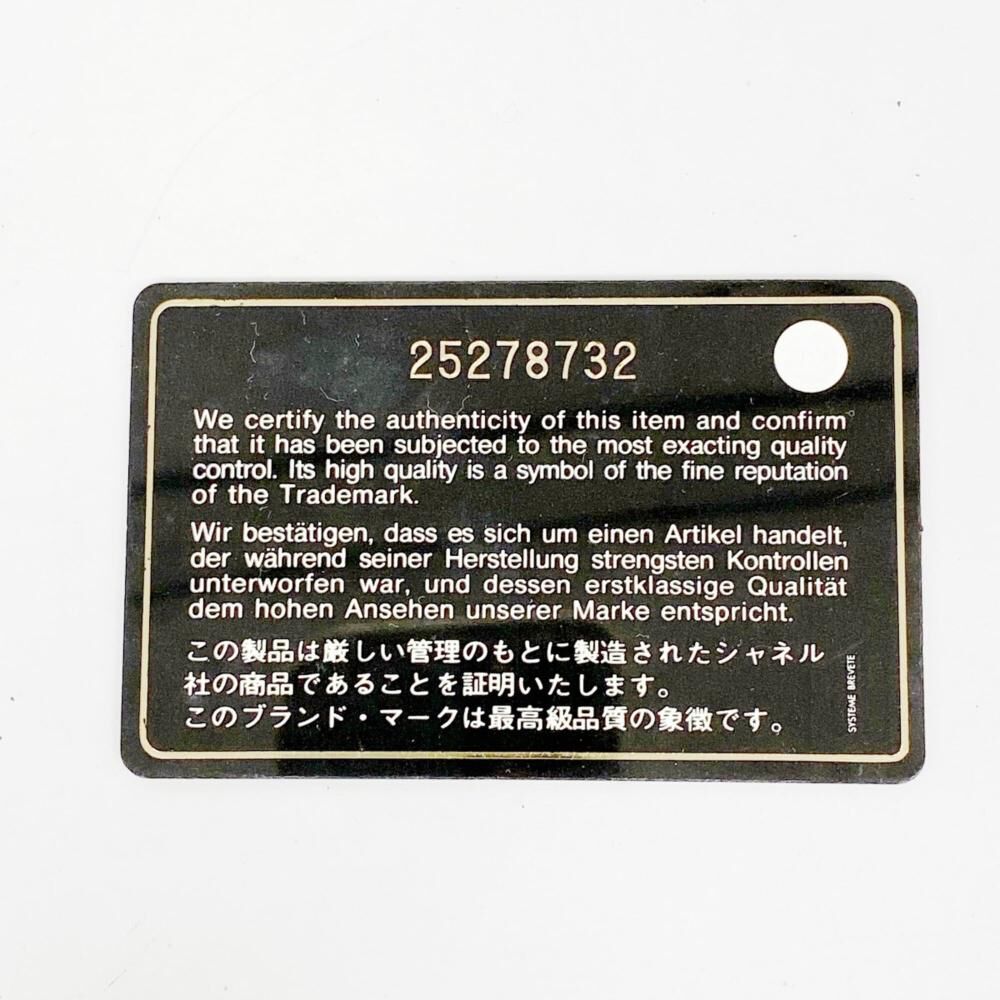 25278732
We certify the authenticity of this item and confirm
that it has been subjected to the most exacting quality
control. Its high quality is a symbol of the fine reputation
of the Trademark.
Wir bestätigen, dass es sich um einen Artikel handelt,
der während seiner Herstellung strengsten Kontrollen
unterworfen war, und dessen erstklassige Qualität
dem hohen Ansehen unserer Marke entspricht.
この製品は厳しい管理のもとに製造されたシャネル
社の商品であることを証明いたします。
このブランド・マークは最高級品質の象徴です。
SYSTEME BREVETE